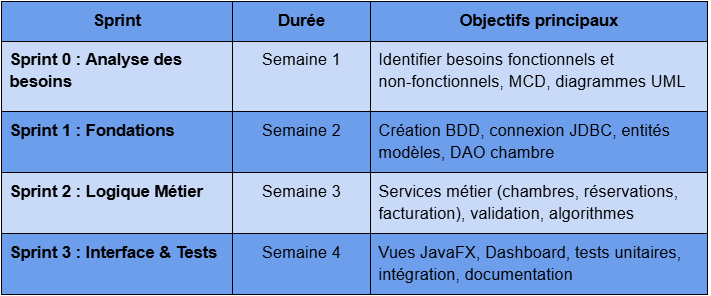 Sprint Durée Objectifs principaux
Sprint 0 : Analyse des besoins Semaine 1 Identifier besoins fonctionnels et non-fonctionnels, MCD, diagrammes UML
Sprint 1 : Fondations Semaine 2 Création BDD, connexion JDBC, entités modèles, DAO chambre
Sprint 2 : Logique Métier Semaine 3 Services métier (chambres, réservations, facturation), validation, algorithmes
Sprint 3 : Interface & Tests Semaine 4 Vues JavaFX, Dashboard, tests unitaires, intégration, documentation